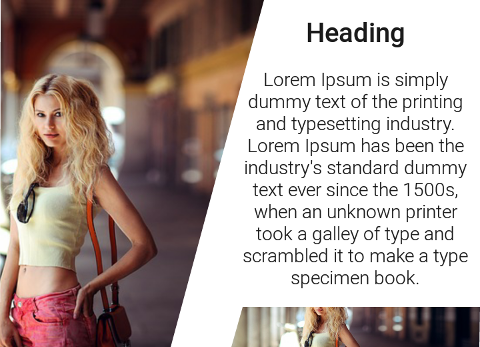 Heading
Lorem Ipsum is simply
dummy text of the printing
and typesetting industry.
Lorem Ipsum has been the
industry's standard dummy
text ever since the 1500s,
when an unknown printer
took a galley of type and
scrambled it to make a type
specimen book.